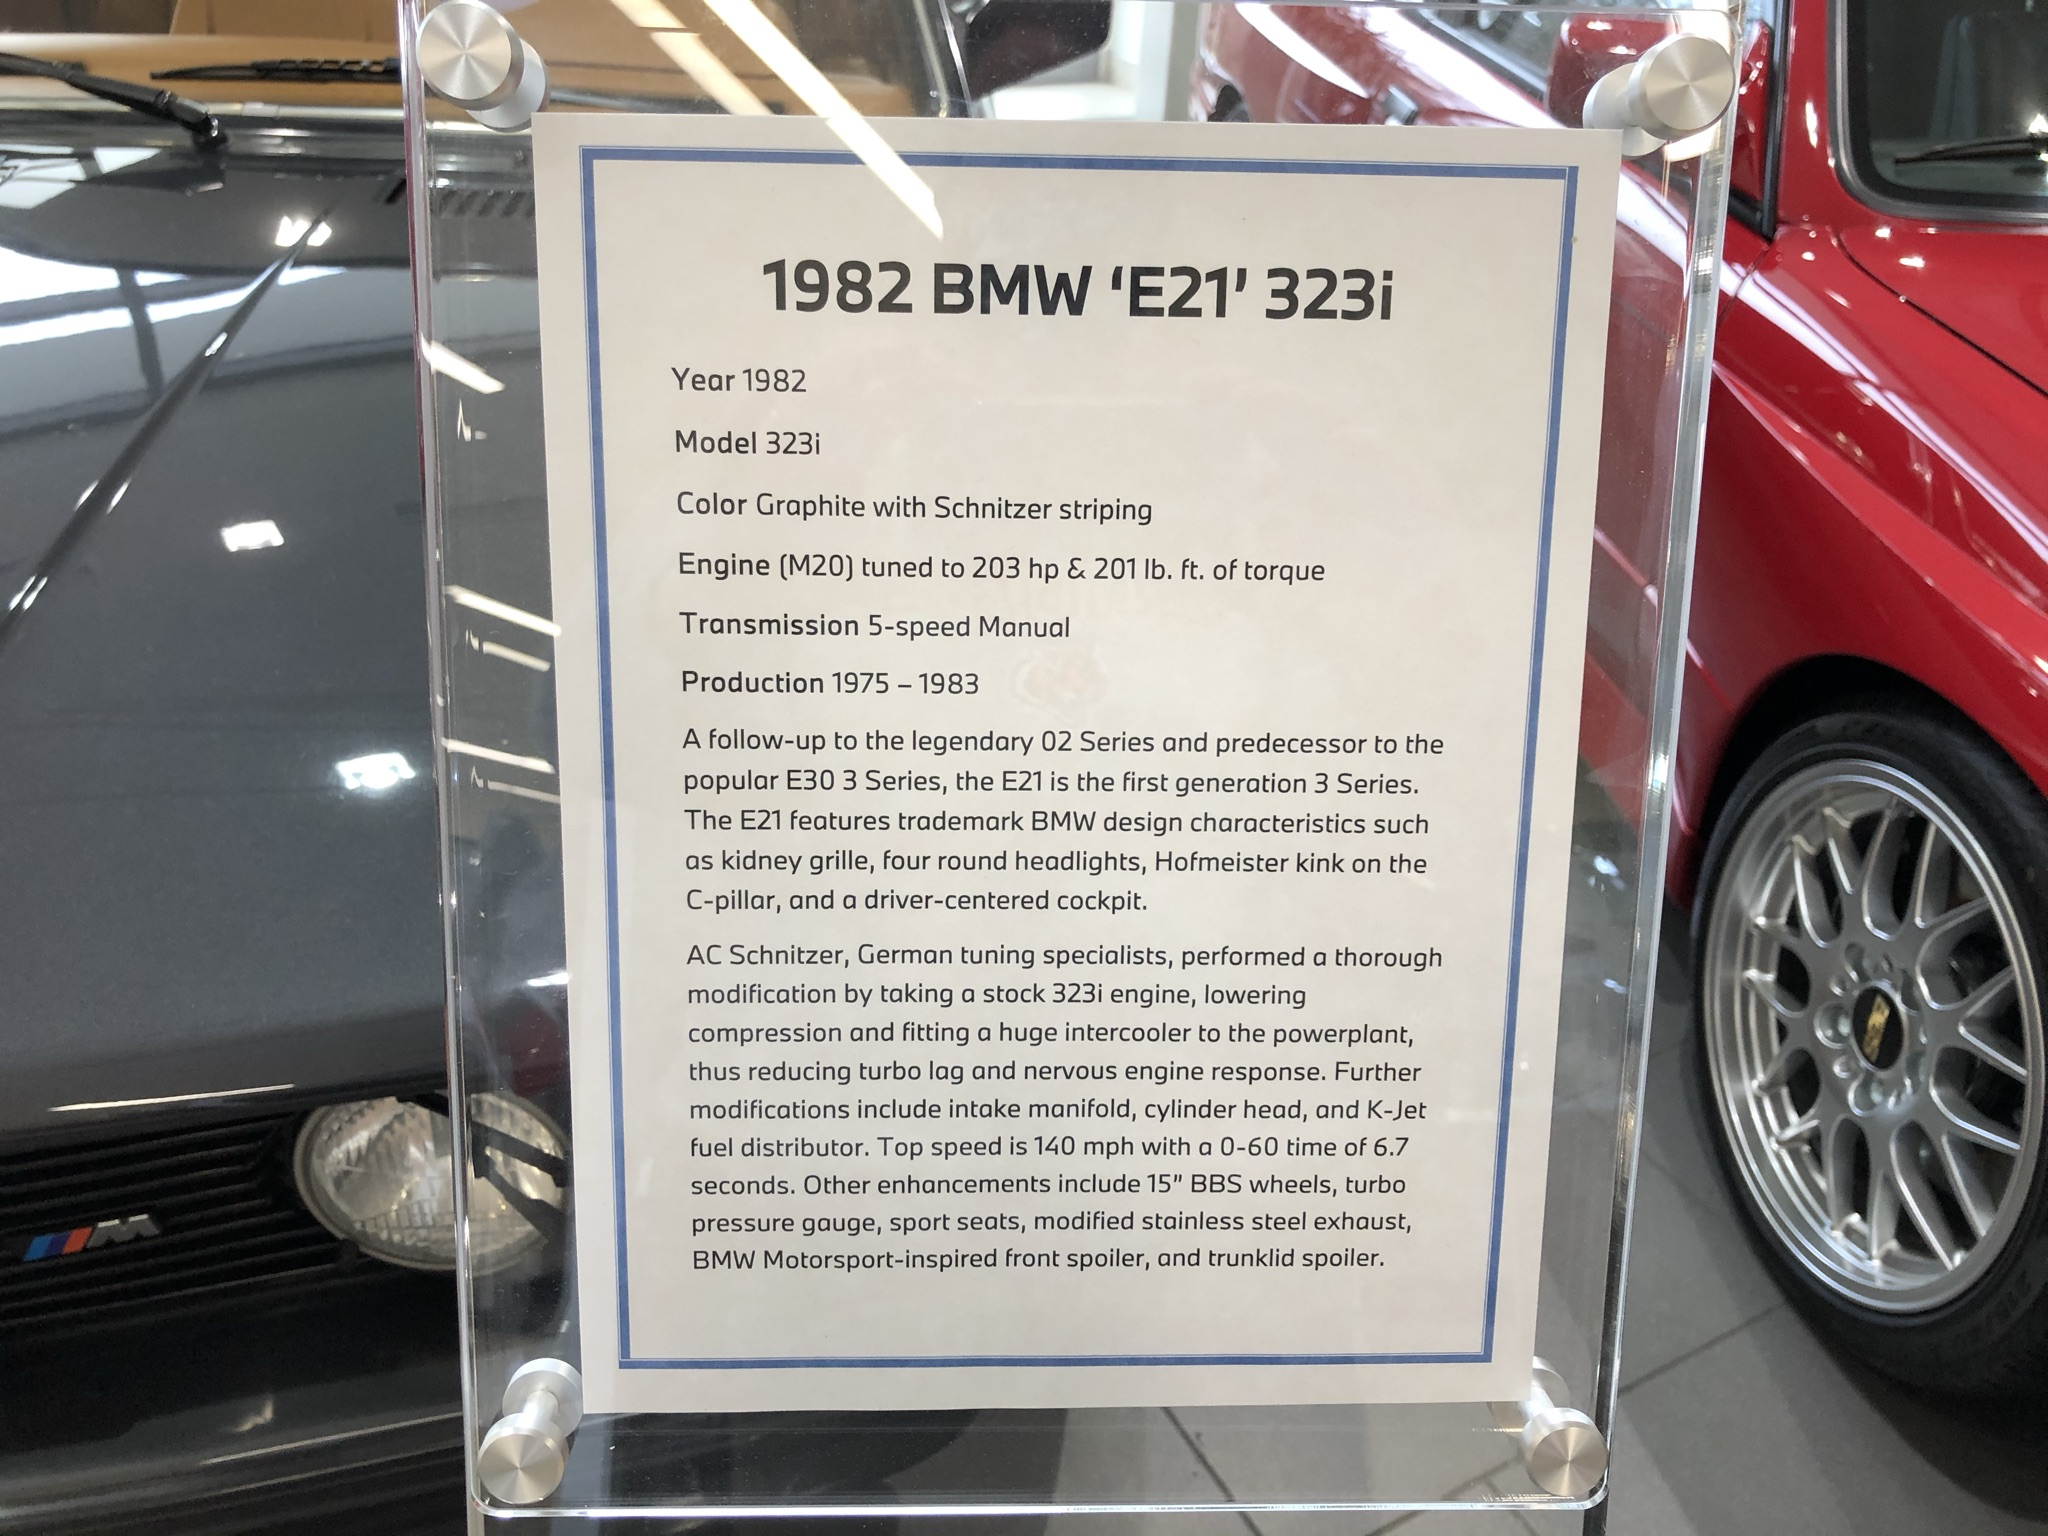 1982 BMW ‘E21’ 323i
Year 1982
Model 323i
Color Graphite with Schnitzer striping
Engine (M20) tuned to 203 hp & 201 lb. ft. of torque
Transmission 5-speed Manual
Production 1975 – 1983
A follow-up to the legendary 02 Series and predecessor to the
popular E30 3 Series, the E21 is the first generation 3 Series.
The E21 features trademark BMW design characteristics such
as kidney grille, four round headlights, Hofmeister kink on the
C-pillar, and a driver-centered cockpit.
AC Schnitzer, German tuning specialists, performed a thorough
modification by taking a stock 323i engine, lowering
compression and fitting a huge intercooler to the powerplant,
thus reducing turbo lag and nervous engine response. Further
modifications include intake manifold, cylinder head, and K-Jet
fuel distributor. Top speed is 140 mph with a 0-60 time of 6.7
seconds. Other enhancements include 15” BBS wheels, turbo
pressure gauge, sport seats, modified stainless steel exhaust,
BMW Motorsport-inspired front spoiler, and trunklid spoiler.
M
BBS